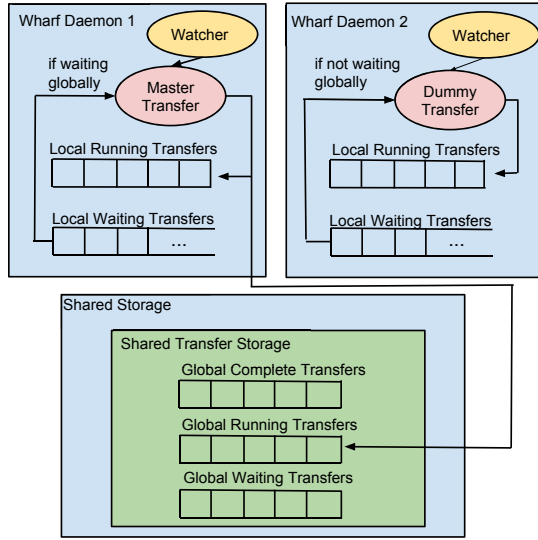 Wharf Daemon 1
Watcher
if waiting
globally
Master
Transfer
Local Running Transfers
Local Waiting Transfers
...
Wharf Daemon 2
Watcher
if not waiting
globally
Dummy
Transfer
Local Running Transfers
Local Waiting Transfers
...
Shared Storage
Shared Transfer Storage
Global Complete Transfers
Global Running Transfers
Global Waiting Transfers